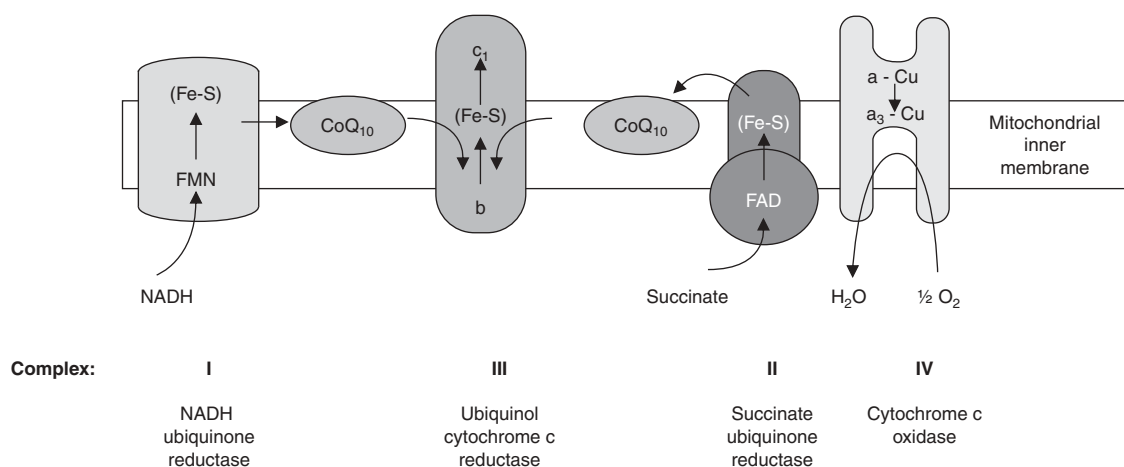 c₁
(Fe-S)
CoQ₁₀
(Fe-S)
CoQ₁₀
(Fe-S)
a - Cu
a₃ - Cu
Mitochondrial
inner
membrane
FMN
b
FAD
NADH
Succinate
H₂O
½ O₂
Complex:
I
III
II
IV
NADH
ubiquinone
reductase
Ubiquinol
cytochrome c
reductase
Succinate
ubiquinone
reductase
Cytochrome c
oxidase